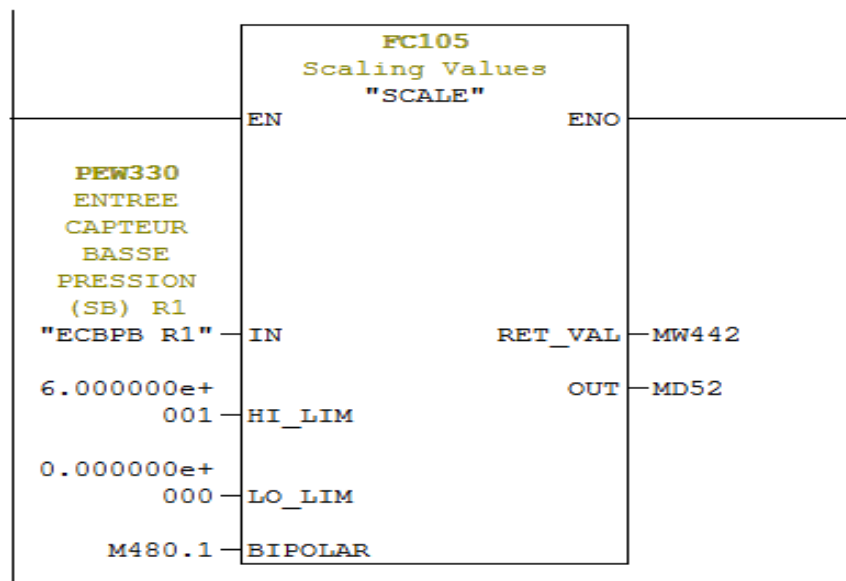 FC105
Scaling Values
"SCALE"
EN ENO
PEW330
ENTREE
CAPTEUR
BASSE
PRESSION
(SB) R1
"ECBPB R1" IN RET_VAL MW442
6.000000e+
001 HI_LIM OUT MD52
0.000000e+
000 LO_LIM
M480.1 BIPOLAR